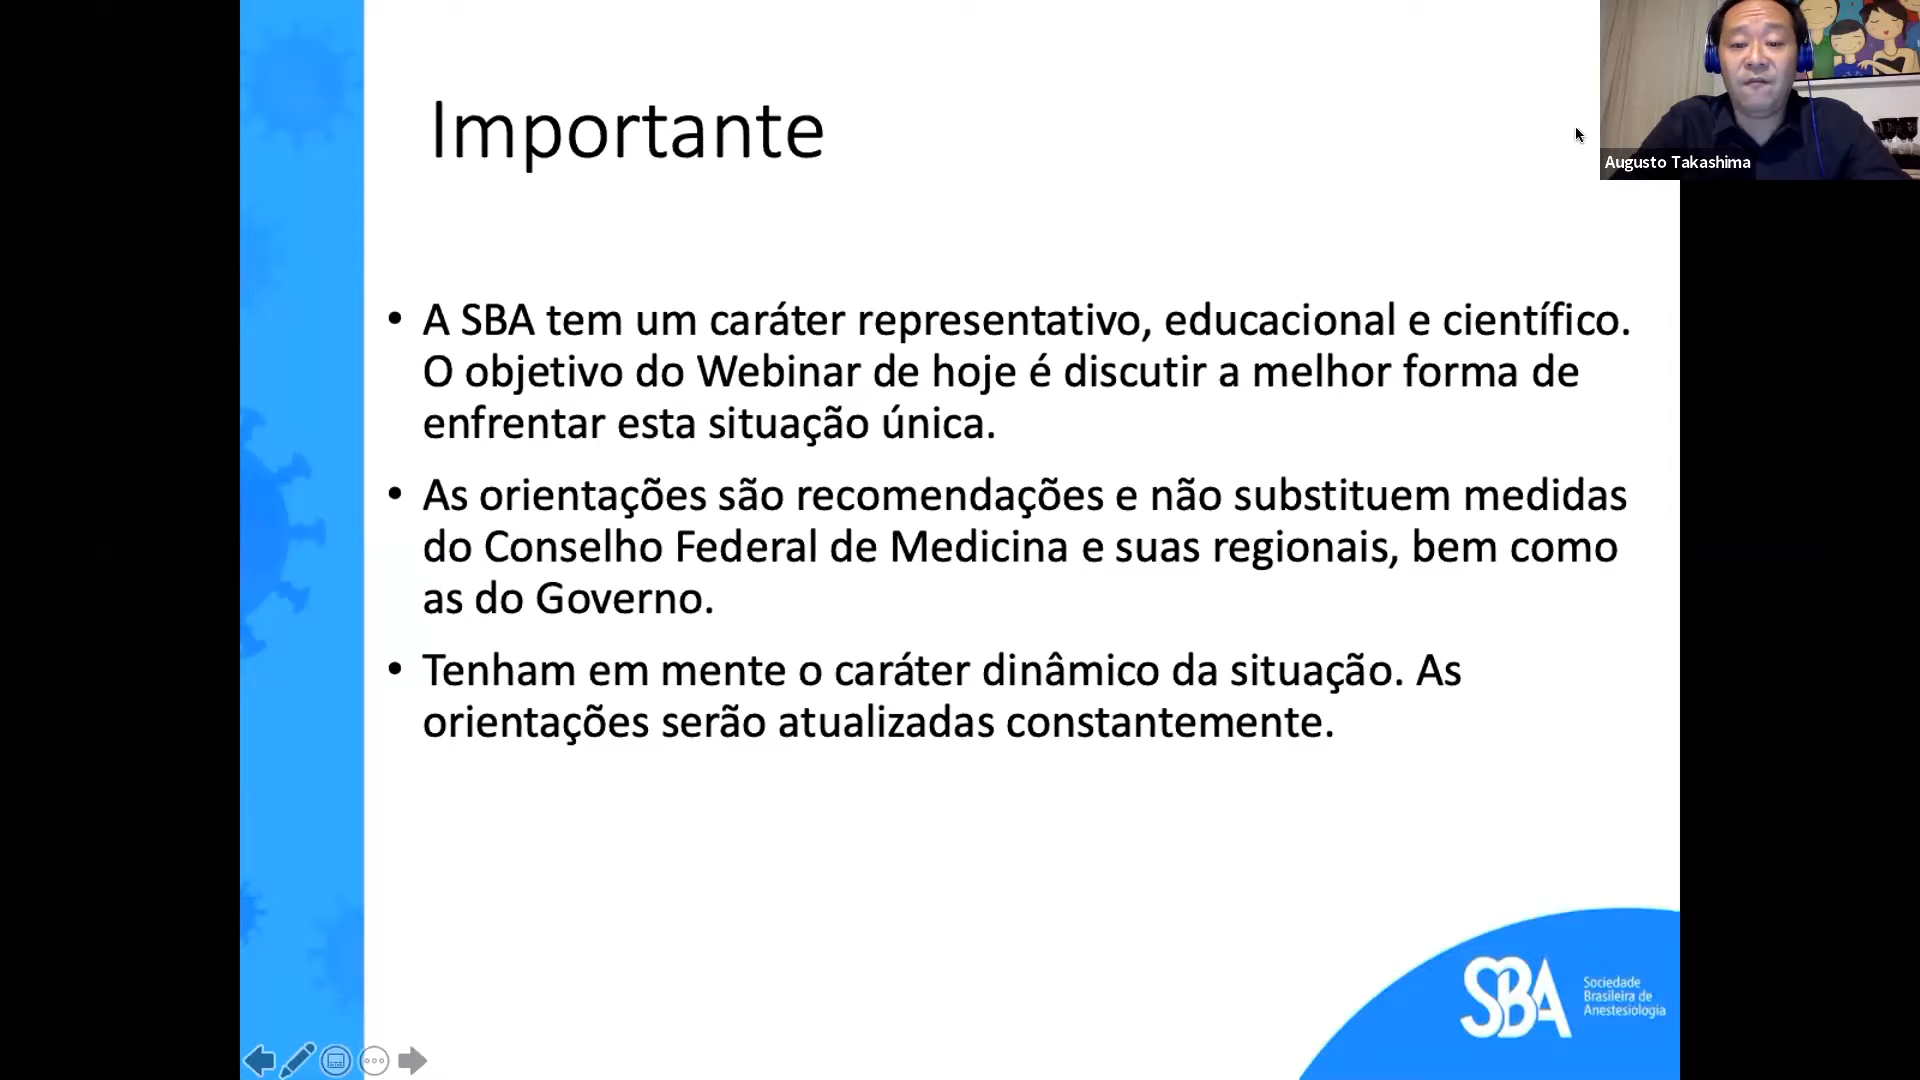 Importante
Augusto Takashima
• A SBA tem um caráter representativo, educacional e científico.
O objetivo do Webinar de hoje é discutir a melhor forma de
enfrentar esta situação única.
• As orientações são recomendações e não substituem medidas
do Conselho Federal de Medicina e suas regionais, bem como
as do Governo.
• Tenham em mente o caráter dinâmico da situação. As
orientações serão atualizadas constantemente.
SBA
Sociedade
Brasileira de
Anestesiologia